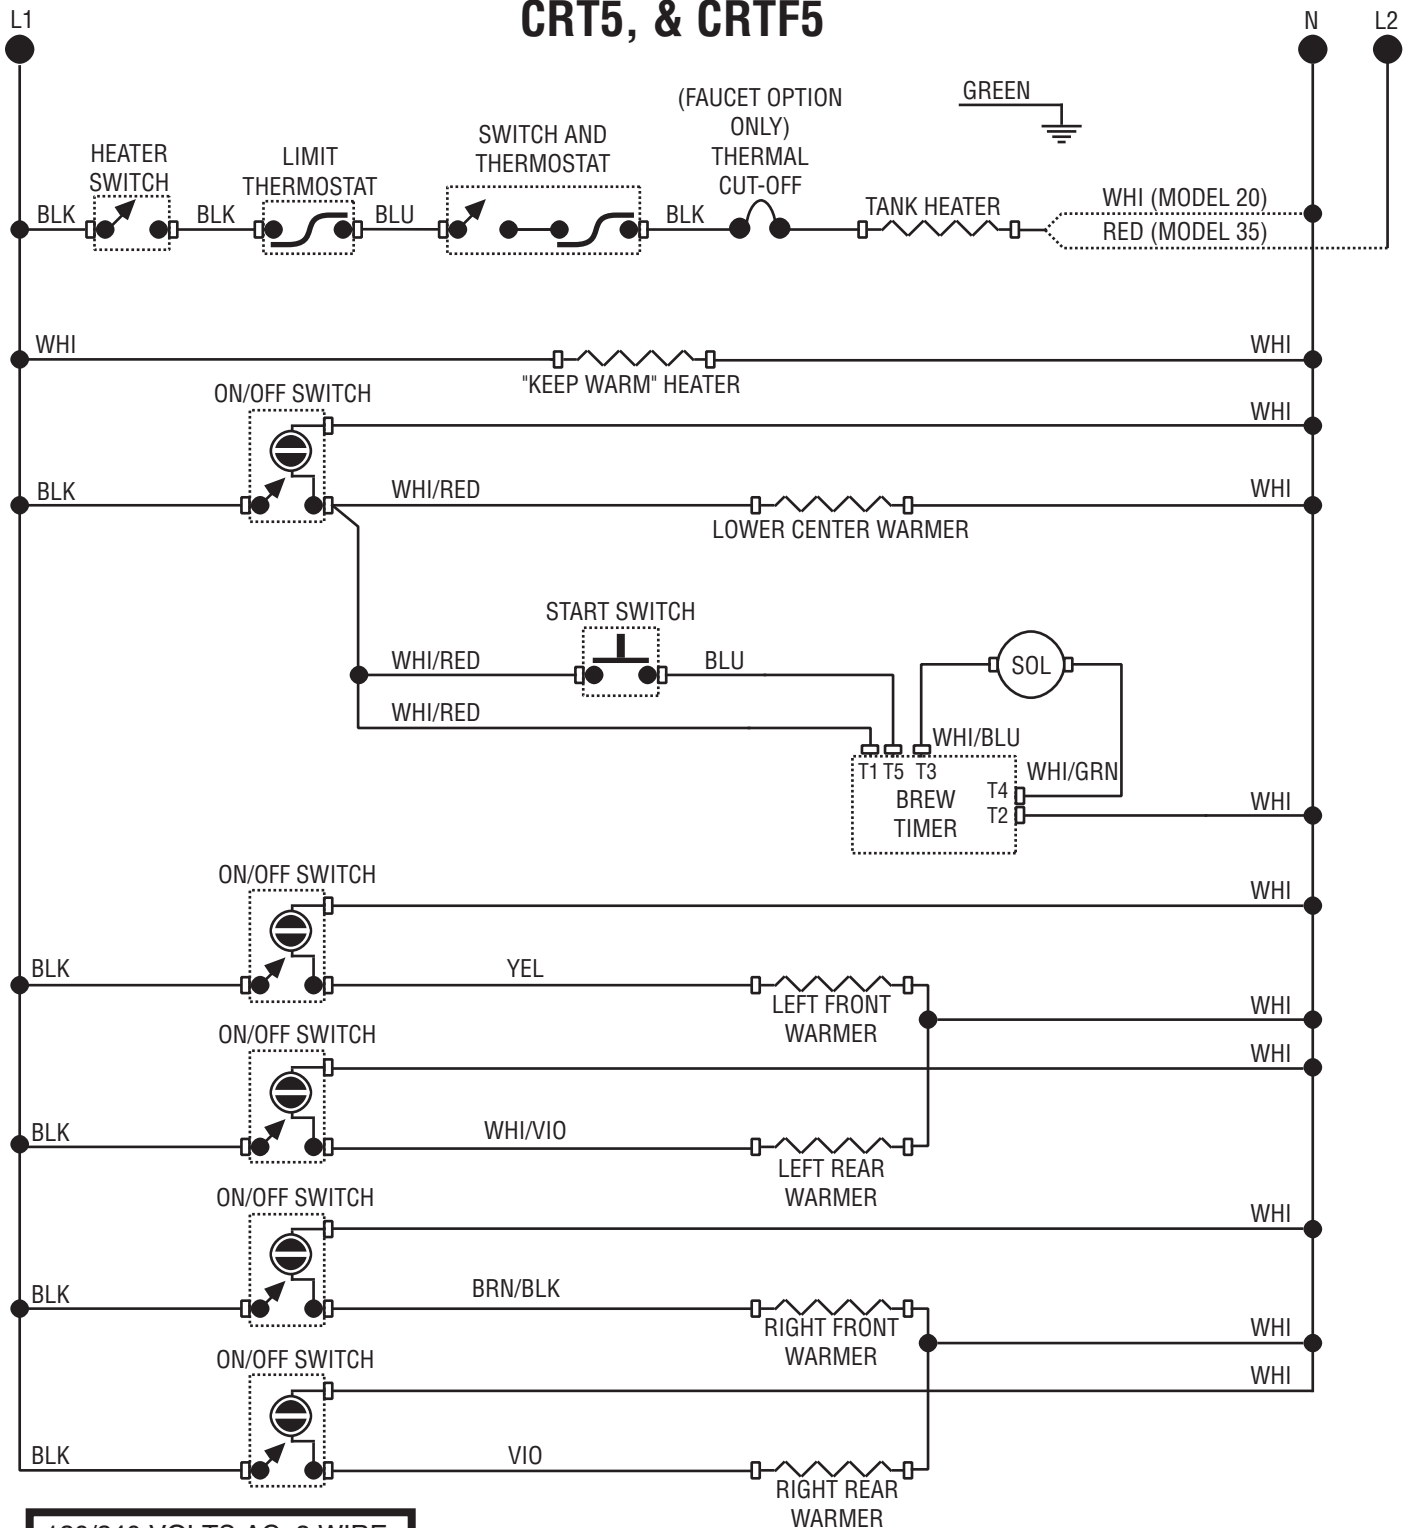 CRT5, & CRTF5
L1
N
L2
GREEN
(FAUCET OPTION
ONLY)
THERMAL
CUT-OFF
SWITCH AND
THERMOSTAT
HEATER
SWITCH
LIMIT
THERMOSTAT
BLK
BLK
BLU
BLK
TANK HEATER
WHI (MODEL 20)
RED (MODEL 35)
WHI
"KEEP WARM" HEATER
WHI
ON/OFF SWITCH
WHI
BLK
WHI/RED
LOWER CENTER WARMER
WHI
START SWITCH
WHI/RED
BLU
SOL
WHI/RED
WHI/BLU
WHI/GRN
T1 T5 T3
T4
T2
BREW
TIMER
WHI
ON/OFF SWITCH
WHI
BLK
YEL
LEFT FRONT
WARMER
WHI
ON/OFF SWITCH
WHI
BLK
WHI/VIO
LEFT REAR
WARMER
ON/OFF SWITCH
WHI
BLK
BRN/BLK
RIGHT FRONT
WARMER
WHI
ON/OFF SWITCH
WHI
BLK
VIO
RIGHT REAR
WARMER